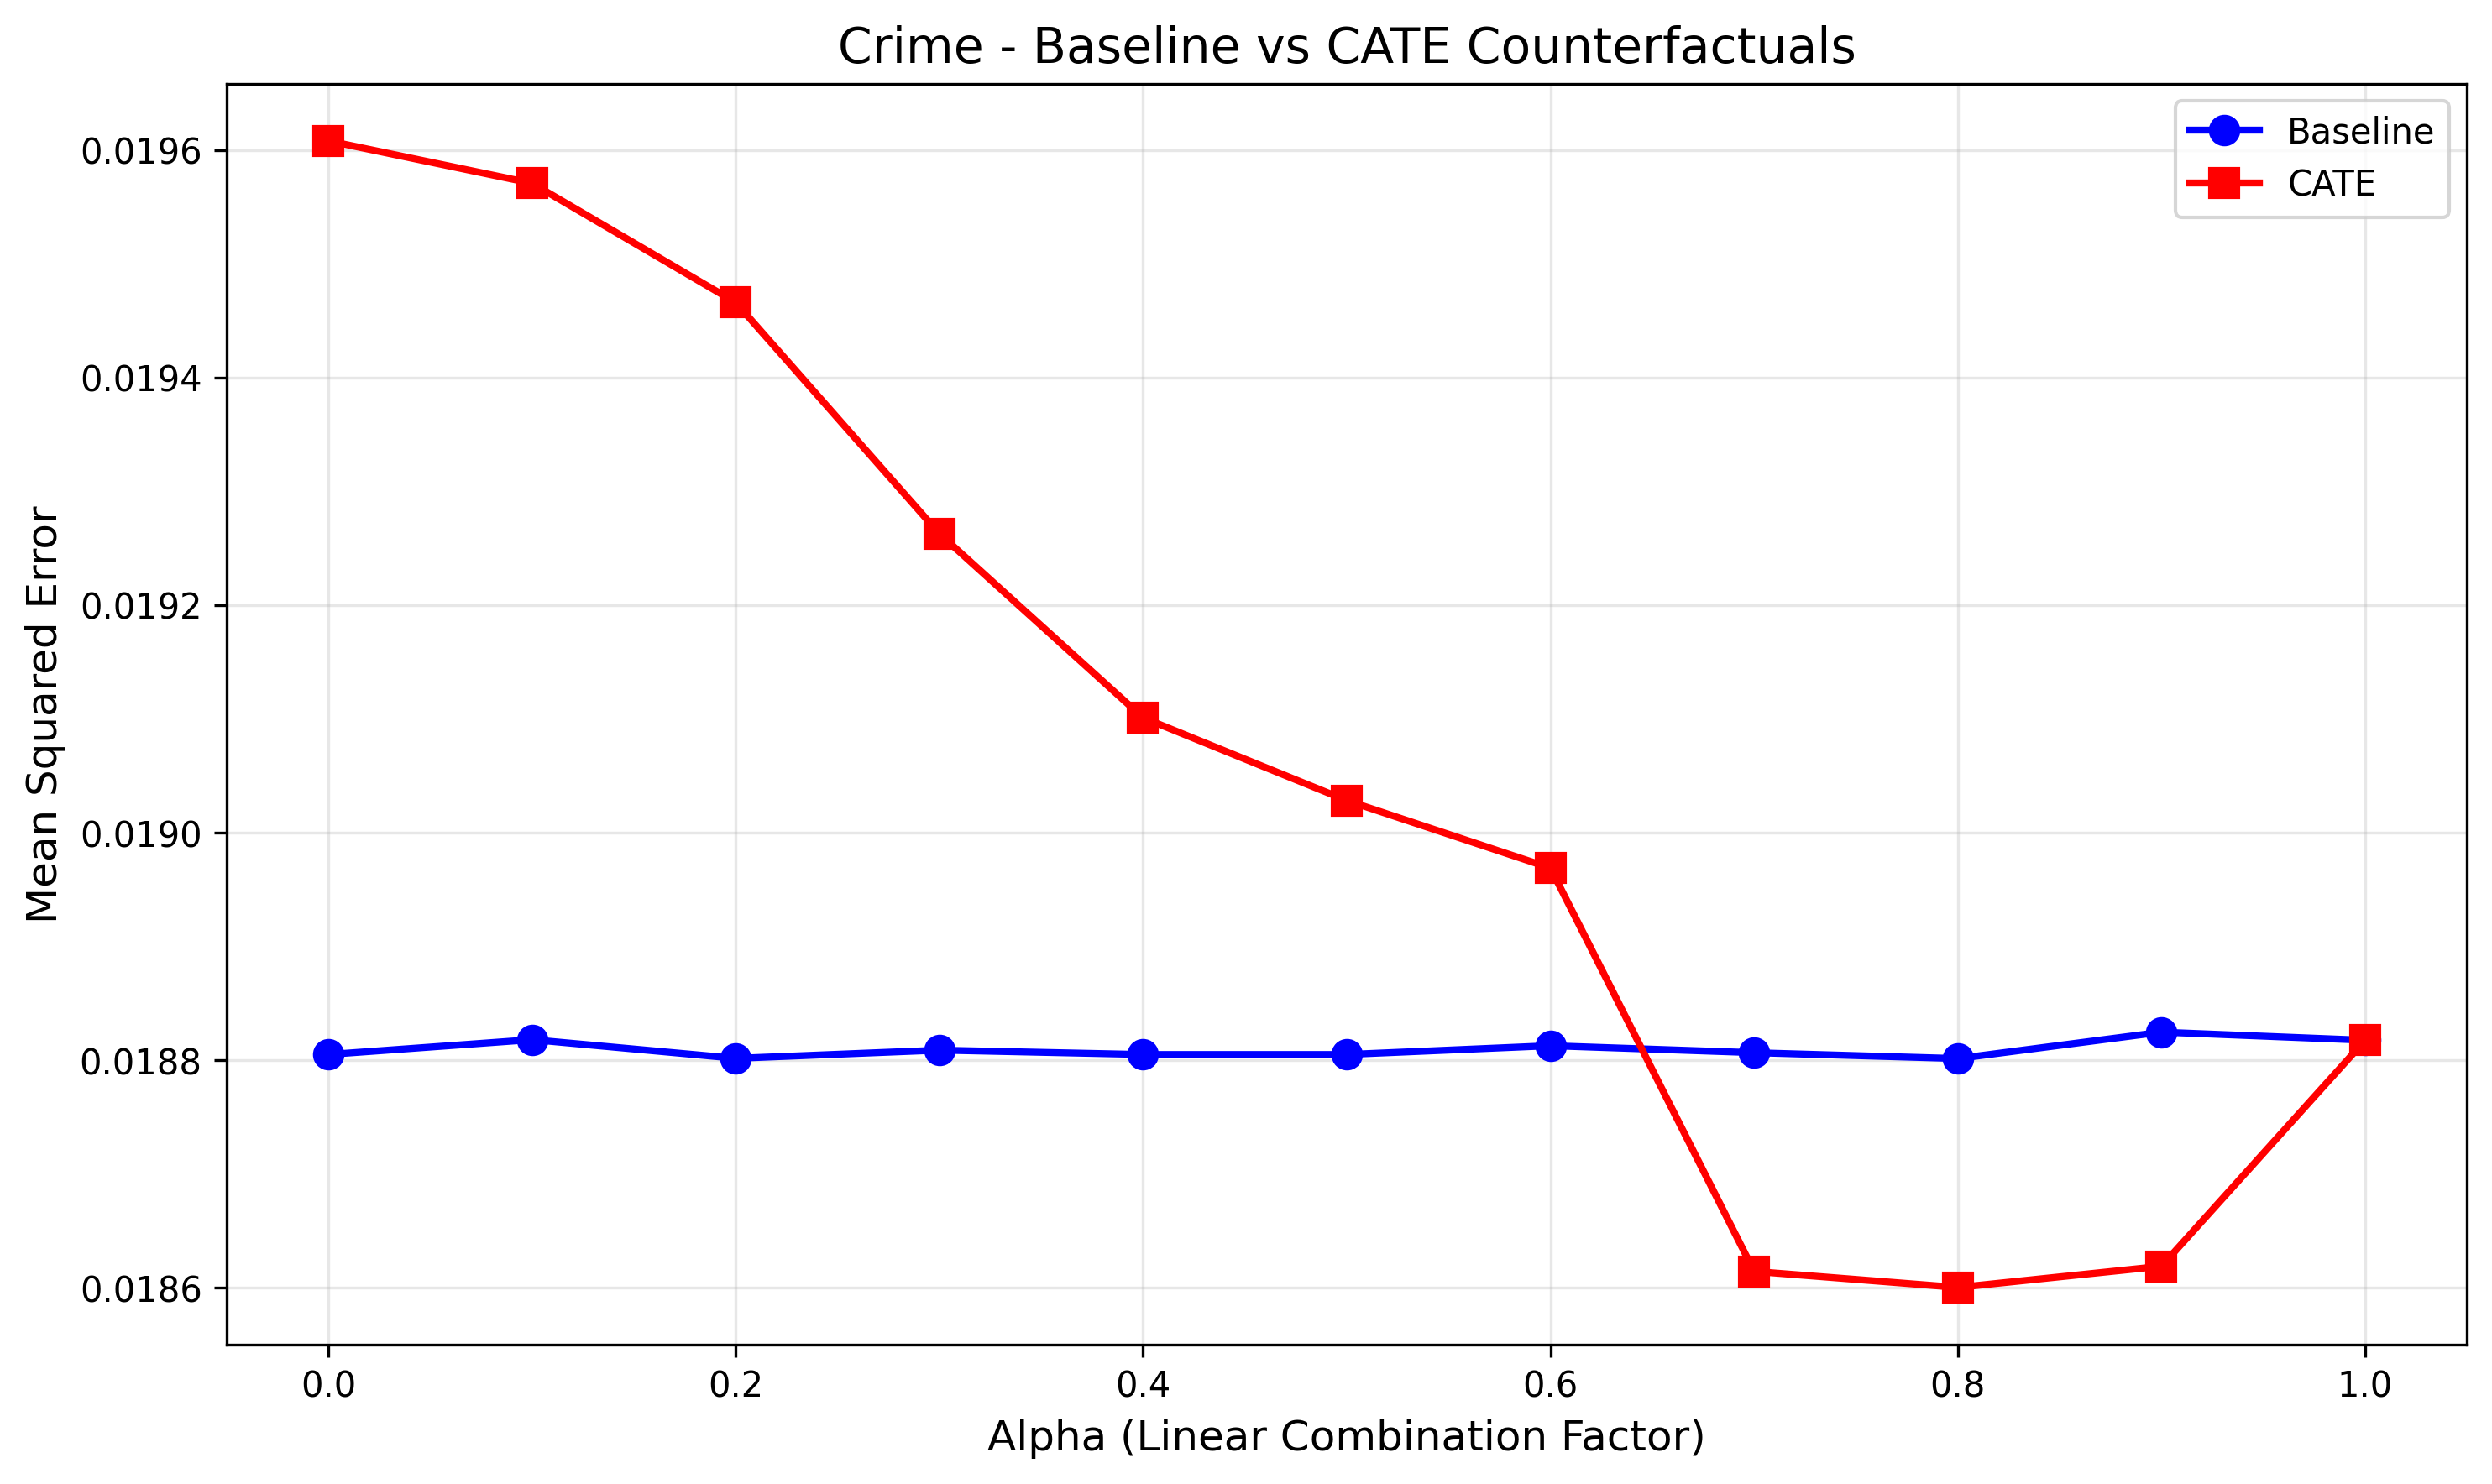 Crime - Baseline vs CATE Counterfactuals
Baseline
CATE
Mean Squared Error
0.0196
0.0194
0.0192
0.0190
0.0188
0.0186
0.0 0.2 0.4 0.6 0.8 1.0
Alpha (Linear Combination Factor)